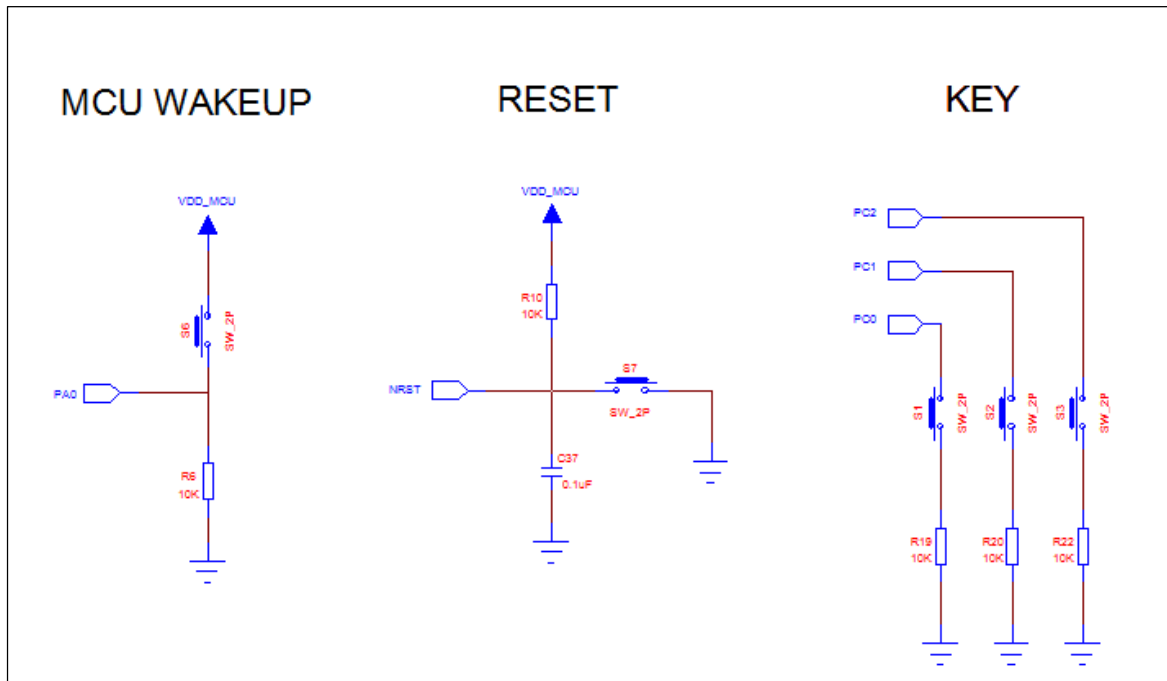 MCU WAKEUP
VDD_MCU
S6
SW_2P
PA0
R6
10K
RESET
VDD_MCU
R10
10K
NRST
S7
SW_2P
C37
0.1uF
KEY
PC2
PC1
PC0
S1
SW_2P
S2
SW_2P
S3
SW_2P
R19
10K
R20
10K
R22
10K